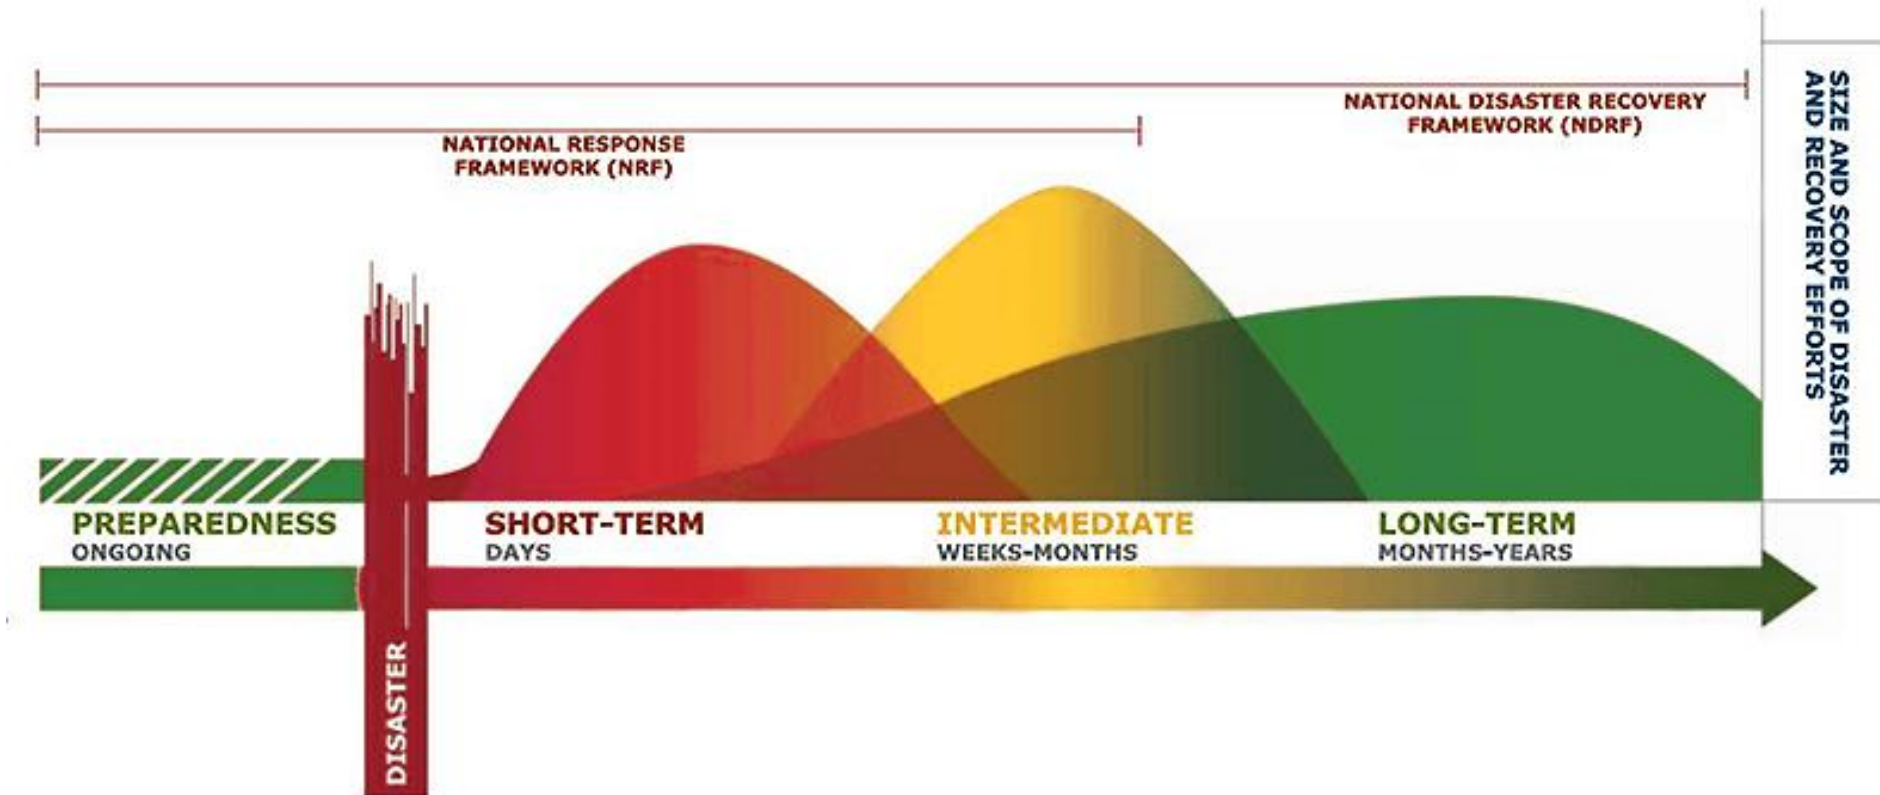 NATIONAL DISASTER RECOVERY
FRAMEWORK (NDRF)
NATIONAL RESPONSE
FRAMEWORK (NRF)
SIZE AND SCOPE OF DISASTER
AND RECOVERY EFFORTS
PREPAREDNESS
ONGOING
SHORT-TERM
DAYS
INTERMEDIATE
WEEKS-MONTHS
LONG-TERM
MONTHS-YEARS
DISASTER